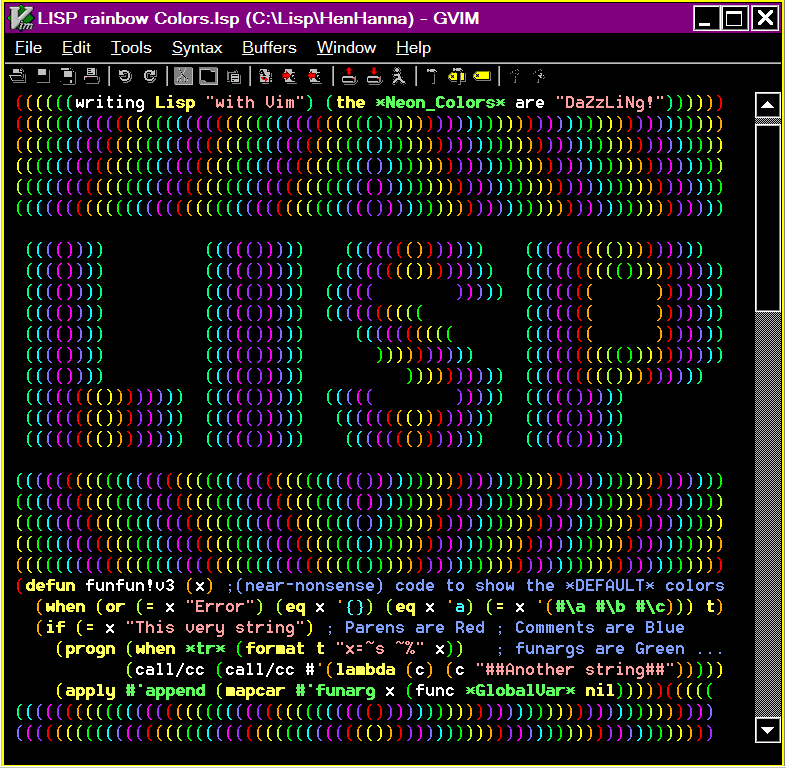 LISP rainbow Colors.lsp (C:\Lisp\HenHanna) - GVIM
File Edit Tools Syntax Buffers Window Help
((((((writing Lisp "with Vim") (the *Neon_Colors* are "DaZzLiNg!"))))))
LISP
(defun funfun!v3 (x) ;(near-nonsense) code to show the *DEFAULT* colors
(when (or (= x "Error") (eq x '{}) (eq x 'a) (= x '(#\a #\b #\c))) t)
(if (= x "This very string") ; Parens are Red ; Comments are Blue
(progn (when *tr* (format t "x=~s ~%" x)) ; funargs are Green ...
(call/cc (call/cc #'(lambda (c) (c "##Another string##")))))
(apply #'append (mapcar #'funarg x (func *GlobalVar* nil)))))(((((